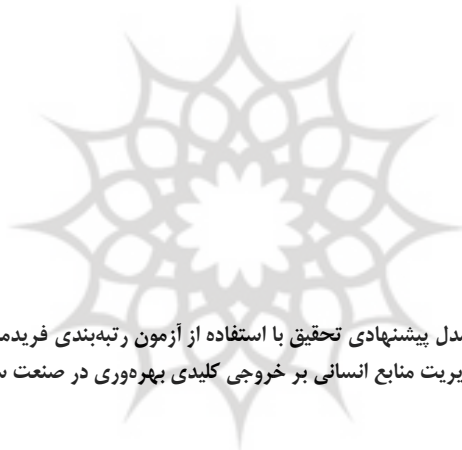 دل پیشنهادی تحقیق با استفاده از آزمون رتبه‌بندی فریدم
یریت منابع انسانی بر خروجی کلیدی بهره‌وری در صنعت س